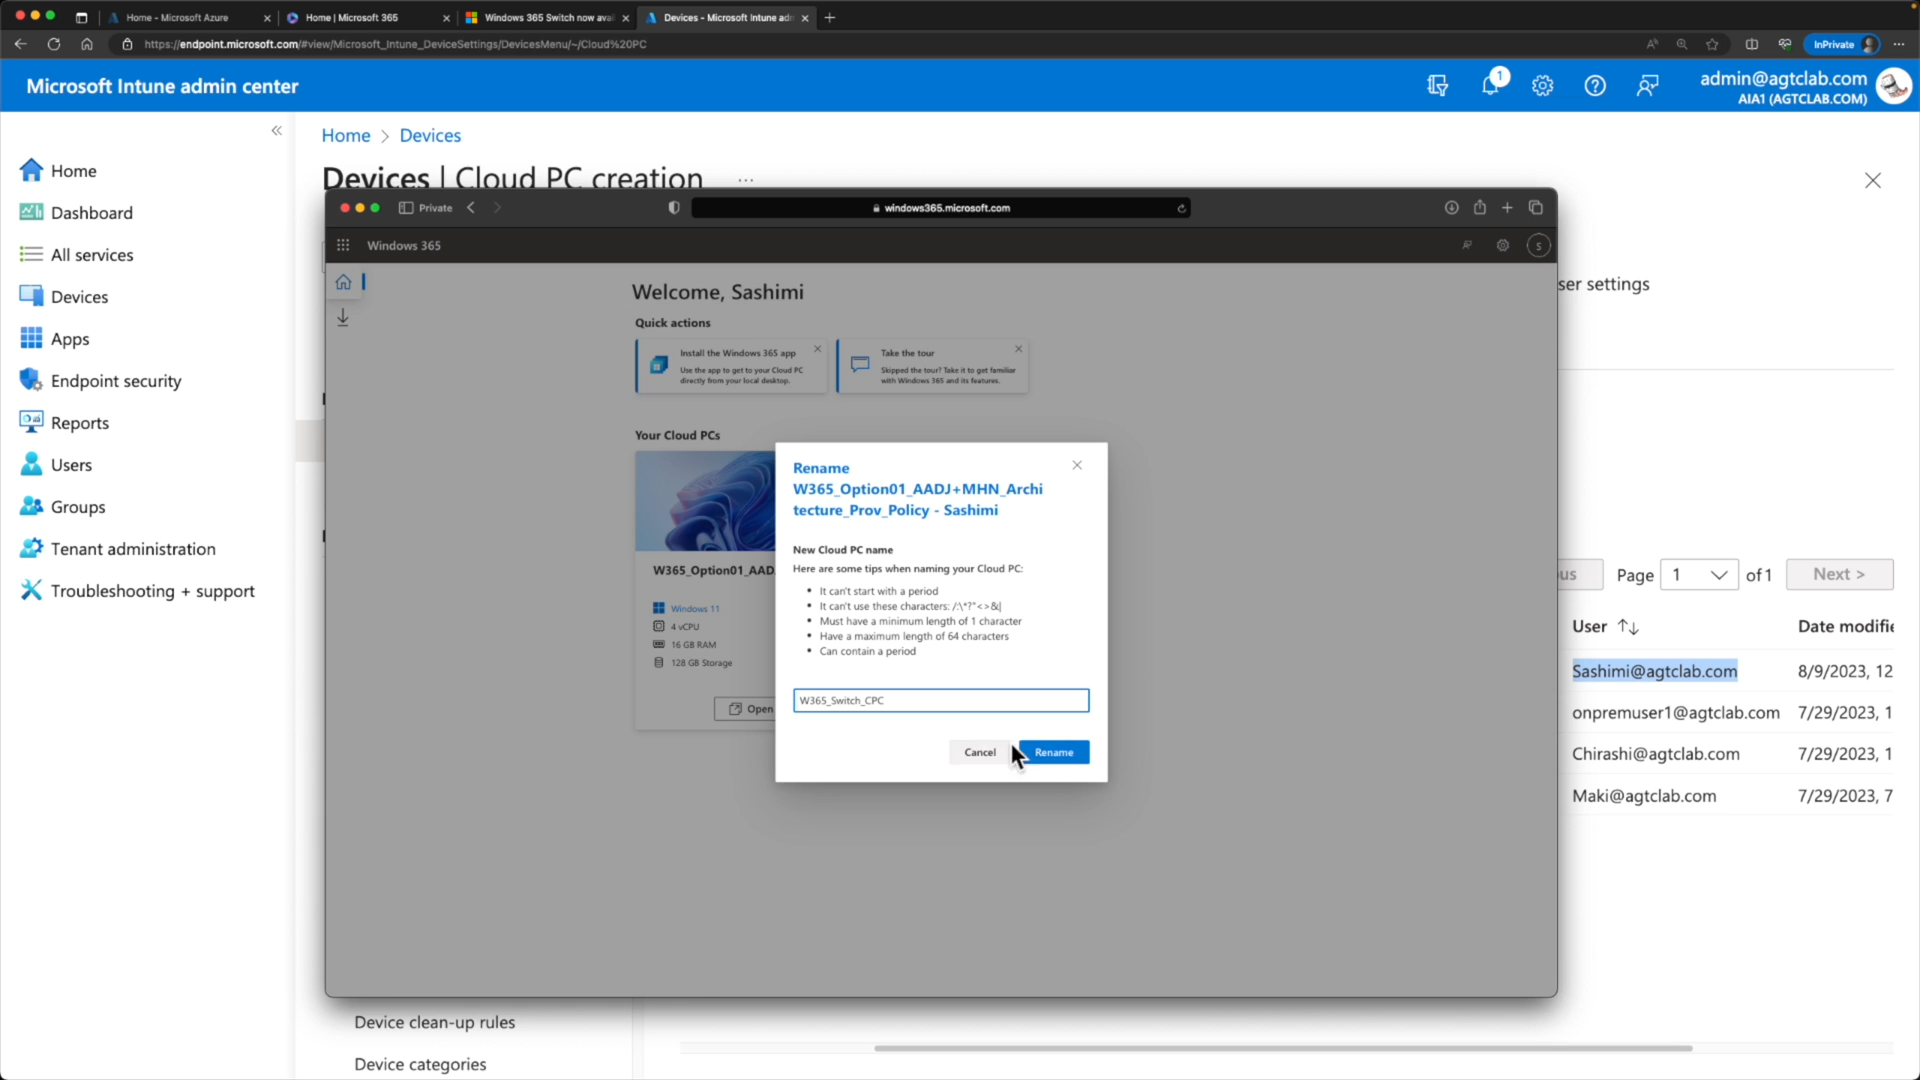 Home - Microsoft Azure
Home | Microsoft 365
Windows 365 Switch now avai
Devices - Microsoft Intune adm
https://endpoint.microsoft.com/#view/Microsoft_Intune_DeviceSettings/DevicesMenu/~/Cloud%20PC
InPrivate
Microsoft Intune admin center
1
admin@agtclab.com
AIA1 (AGTCLAB.COM)
Home > Devices
Devices | Cloud PC creation
...
Home
Dashboard
All services
Devices
Apps
Endpoint security
Reports
Users
Groups
Tenant administration
Troubleshooting + support
Private
windows365.microsoft.com
Windows 365
S
Welcome, Sashimi
Quick actions
Install the Windows 365 app
Use the app to get to your Cloud PC
directly from your local desktop.
Take the tour
Skipped the tour? Take it to get familiar
with Windows 365 and its features.
Your Cloud PCs
W365_Option01_AAD
Windows 11
4 vCPU
16 GB RAM
128 GB Storage
Open
Rename
W365_Option01_AADJ+MHN_Archi
tecture_Prov_Policy - Sashimi
New Cloud PC name
Here are some tips when naming your Cloud PC:
• It can't start with a period
• It can't use these characters: /:\*?"<>&|
• Must have a minimum length of 1 character
• Have a maximum length of 64 characters
• Can contain a period
W365_Switch_CPC
Cancel
Rename
ser settings
us
Page 1 of 1
Next >
User
Date modifie
Sashimi@agtclab.com 8/9/2023, 12
onpremuser1@agtclab.com 7/29/2023, 1
Chirashi@agtclab.com 7/29/2023, 1
Maki@agtclab.com 7/29/2023, 7
Device clean-up rules
Device categories